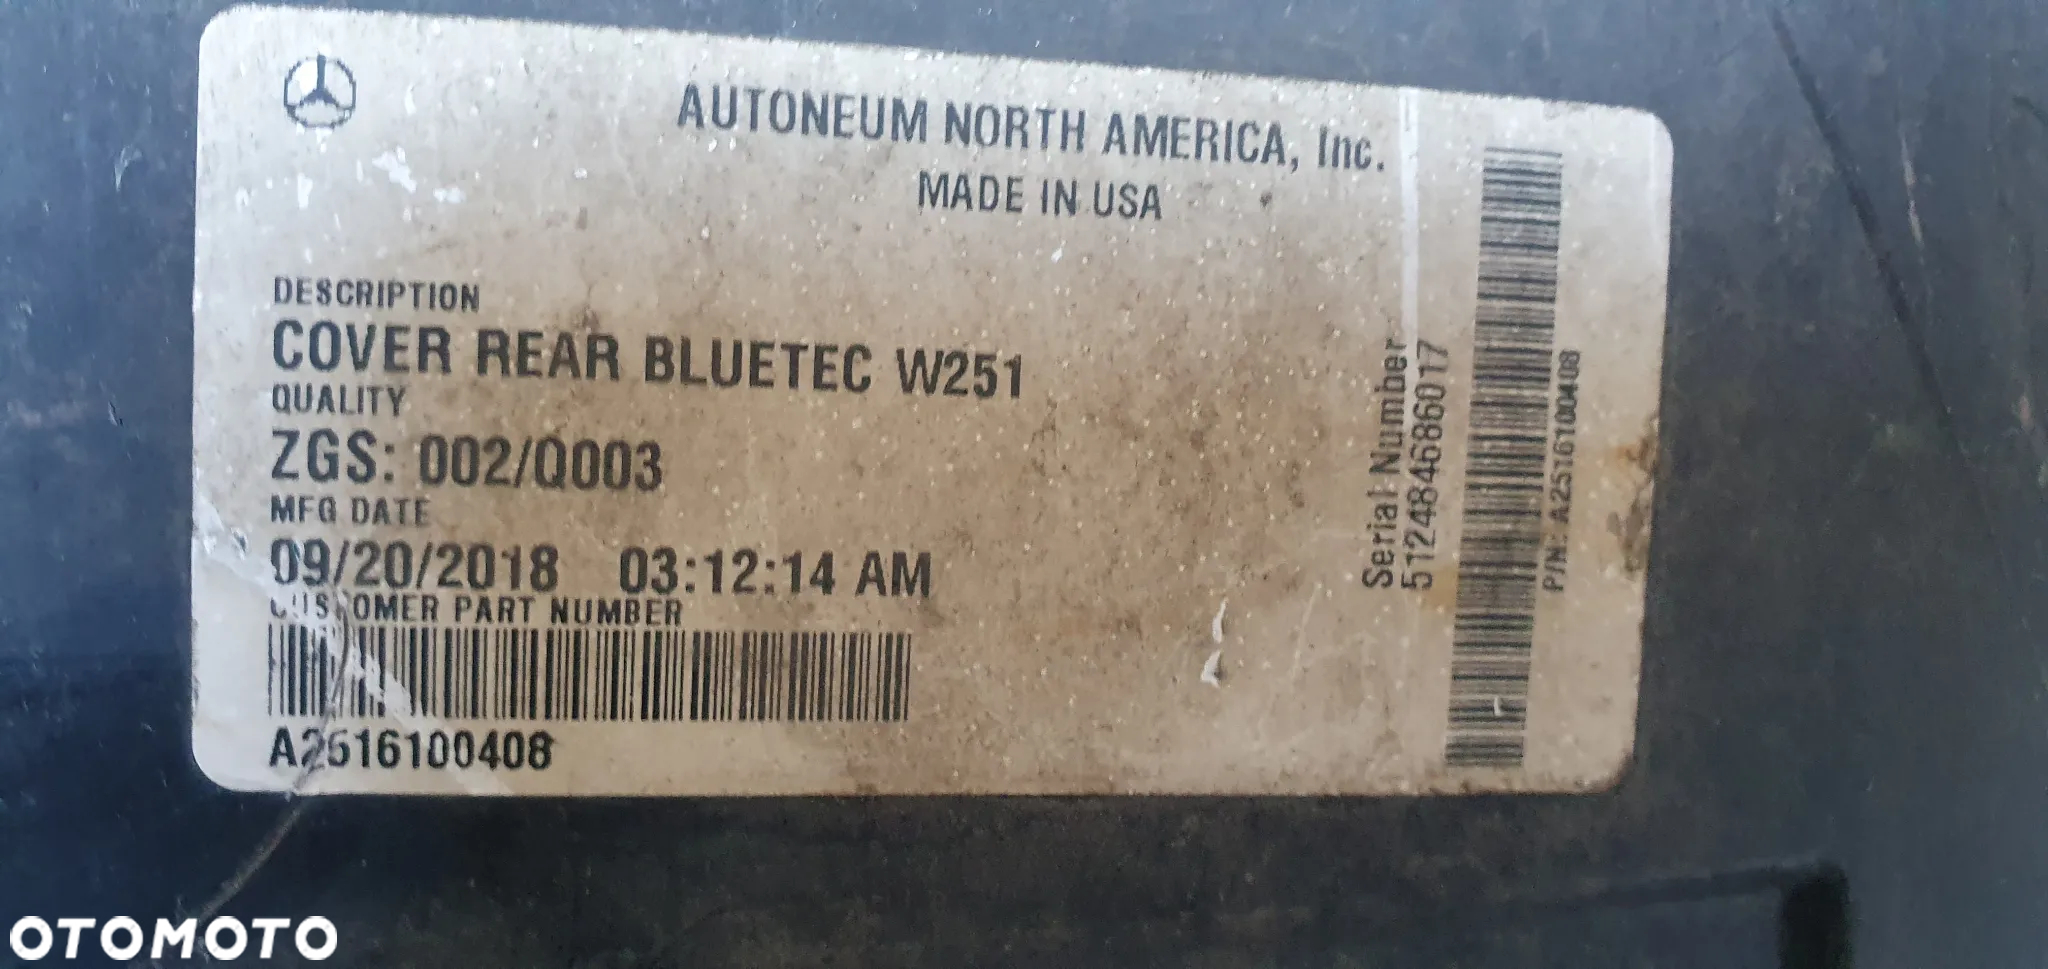 AUTONEUM NORTH AMERICA, Inc.
MADE IN USA
DESCRIPTION
COVER REAR BLUETEC W251
QUALITY
ZGS: 002/Q003
MFG DATE
09/20/2018 03:12:14 AM
CUSTOMER PART NUMBER
A2516100408
Serial Number
512484686017
P/N: A2516100408
OTOMOTO